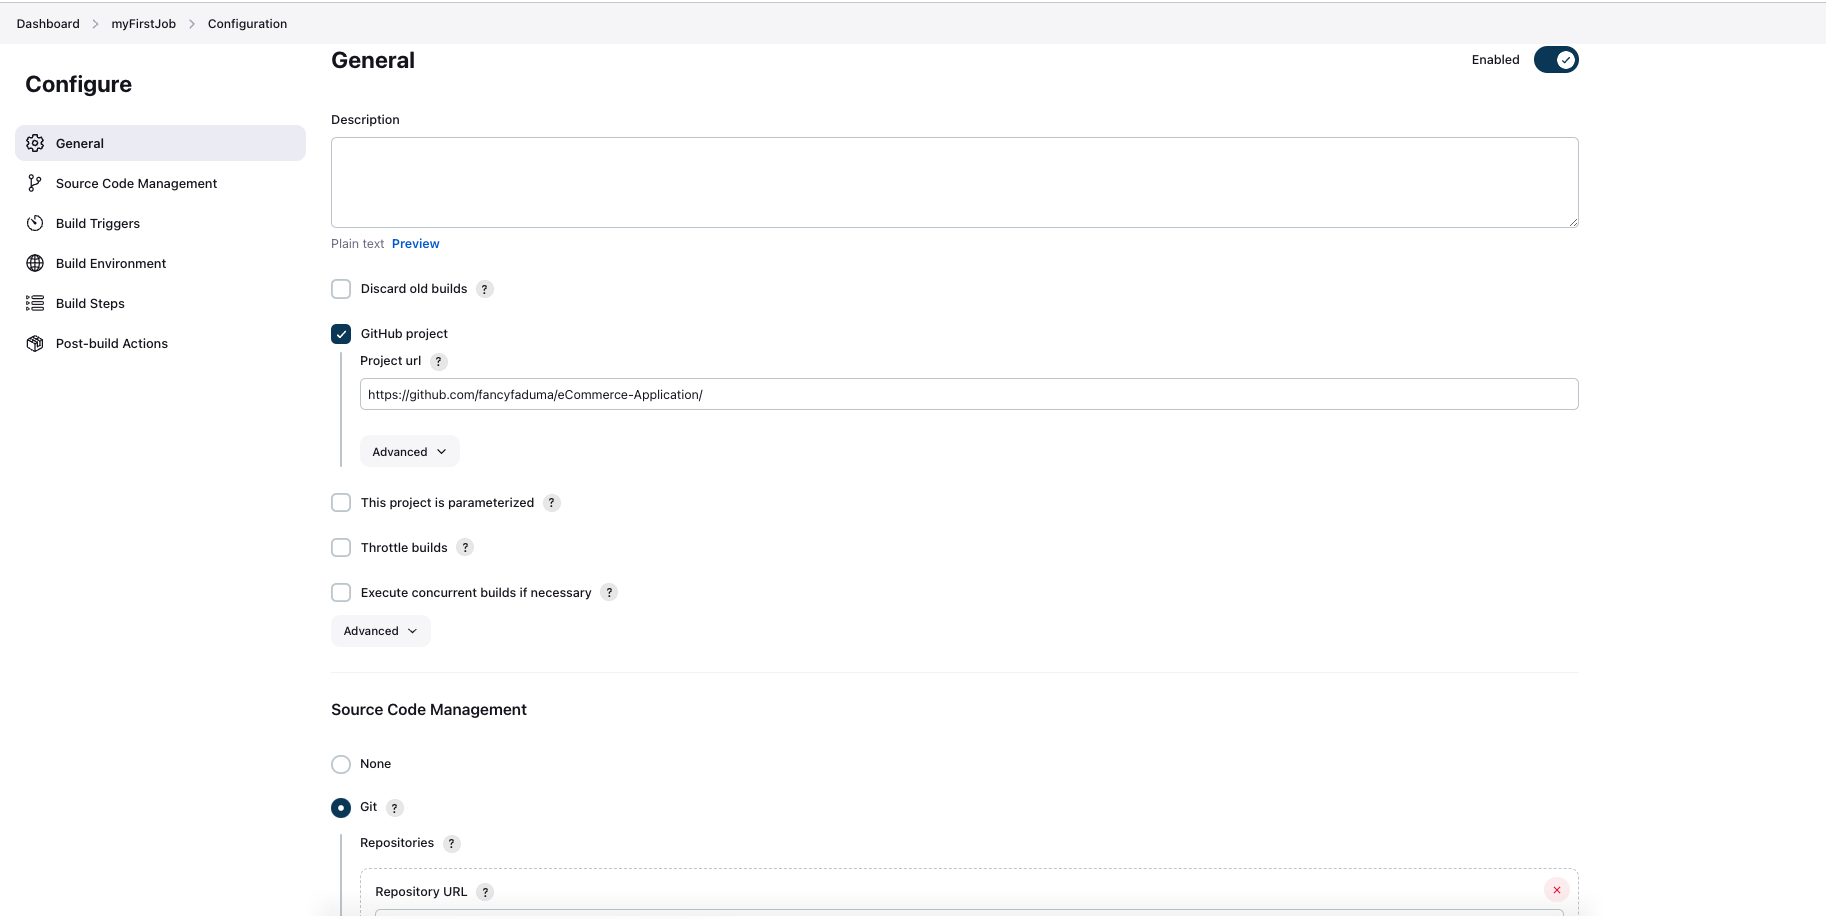 Dashboard > myFirstJob > Configuration
Configure
General
Source Code Management
Build Triggers
Build Environment
Build Steps
Post-build Actions
General
Enabled
Description
Plain text Preview
Discard old builds ?
GitHub project
Project url ?
https://github.com/fancyfaduma/eCommerce-Application/
Advanced
This project is parameterized ?
Throttle builds ?
Execute concurrent builds if necessary ?
Advanced
Source Code Management
None
Git ?
Repositories ?
Repository URL ?